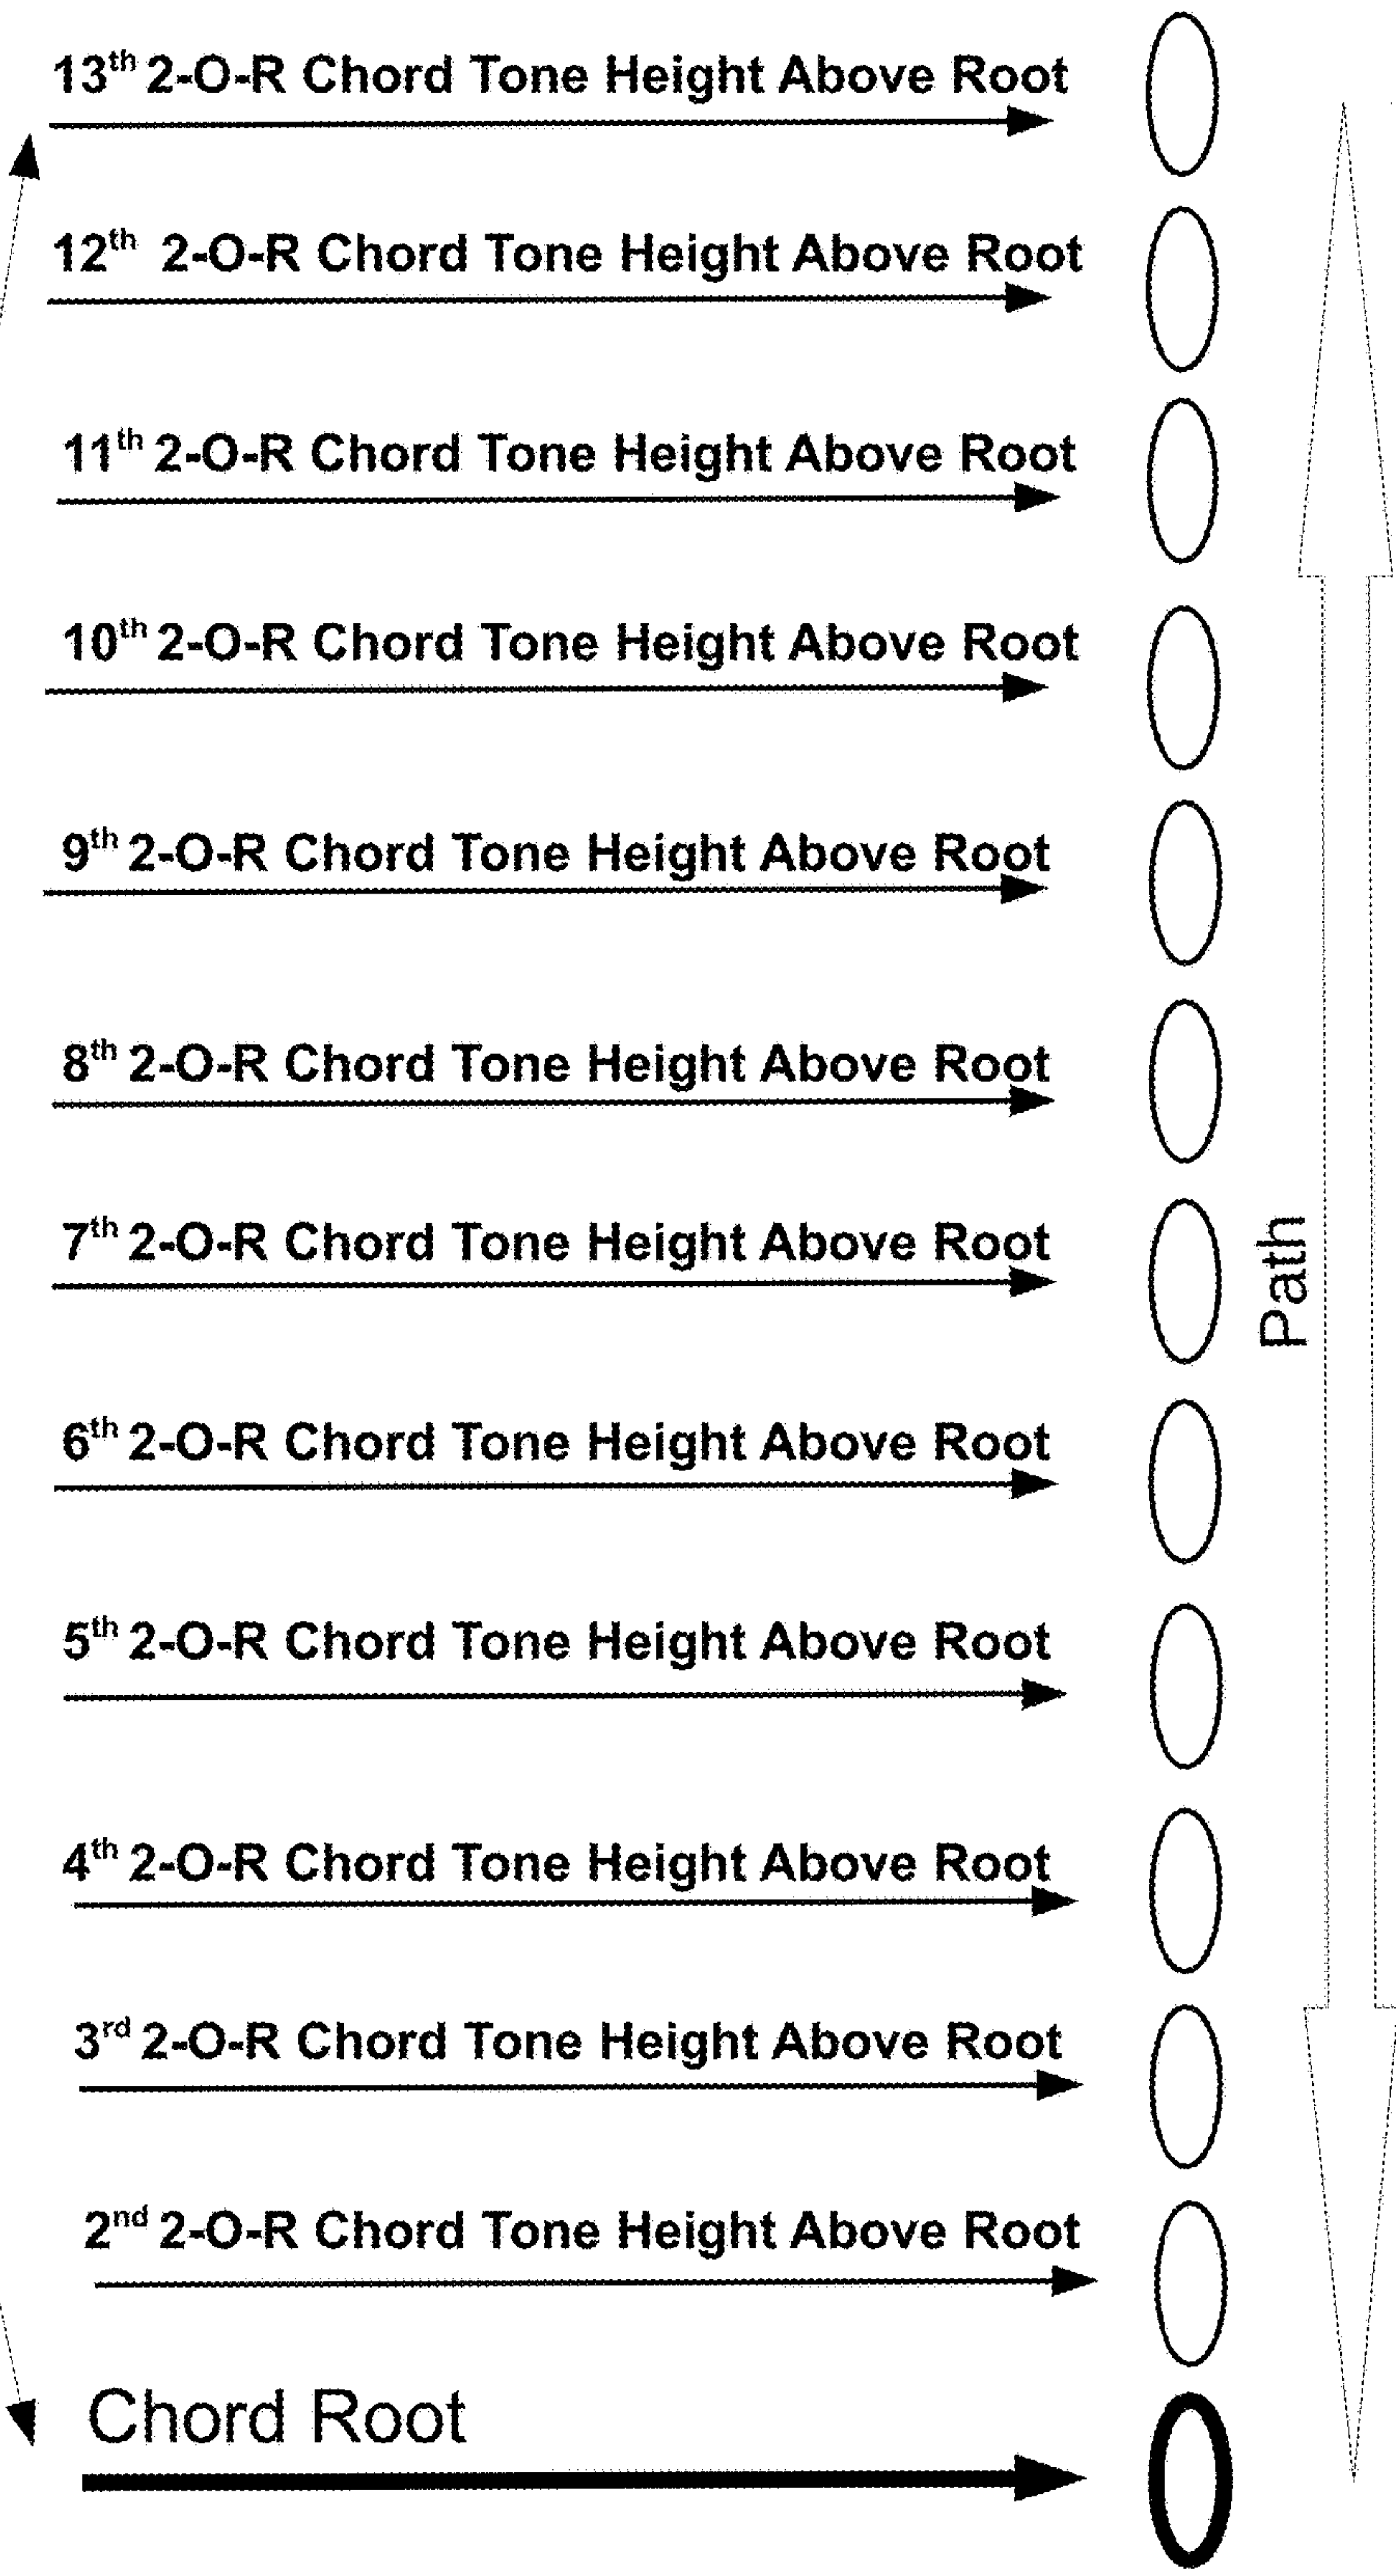 13th 2-O-R Chord Tone Height Above Root
12th 2-O-R Chord Tone Height Above Root
11th 2-O-R Chord Tone Height Above Root
10th 2-O-R Chord Tone Height Above Root
9th 2-O-R Chord Tone Height Above Root
8th 2-O-R Chord Tone Height Above Root
7th 2-O-R Chord Tone Height Above Root
6th 2-O-R Chord Tone Height Above Root
5th 2-O-R Chord Tone Height Above Root
4th 2-O-R Chord Tone Height Above Root
3rd 2-O-R Chord Tone Height Above Root
2nd 2-O-R Chord Tone Height Above Root
Chord Root
Path